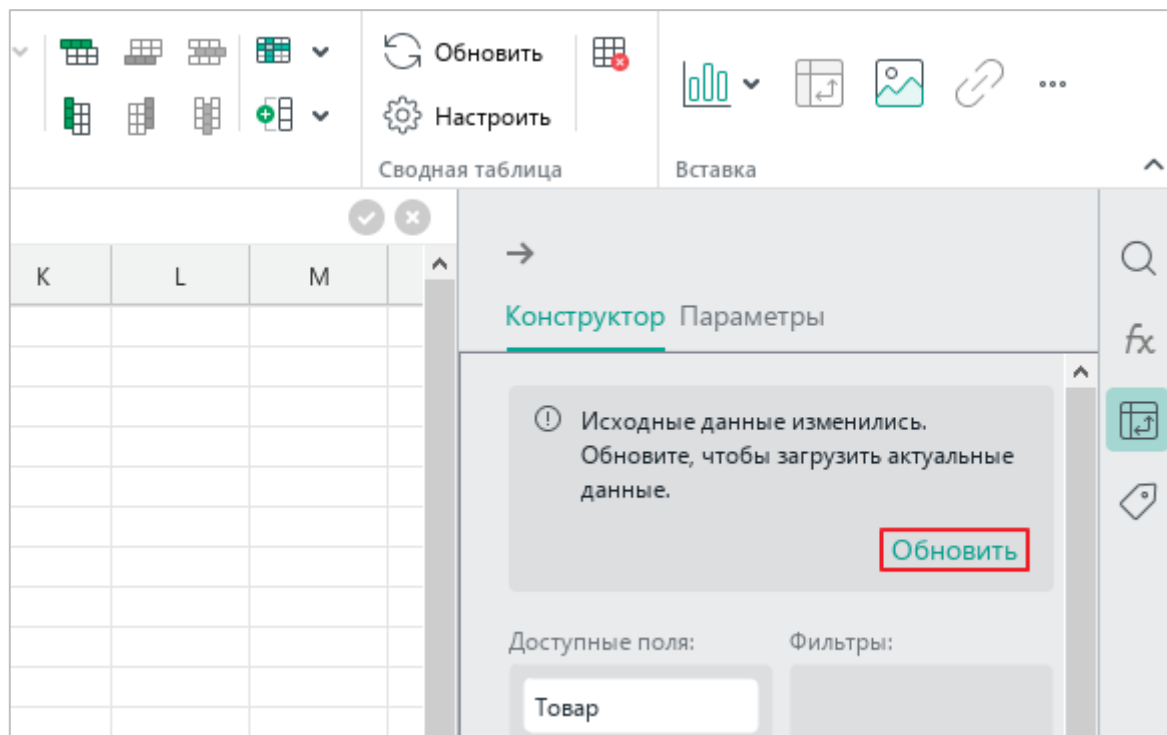 Обновить
Настроить
Сводная таблица
Вставка
K L M
Конструктор Параметры
fx
Исходные данные изменились.
Обновите, чтобы загрузить актуальные
данные.
Обновить
Доступные поля: Фильтры:
Товар